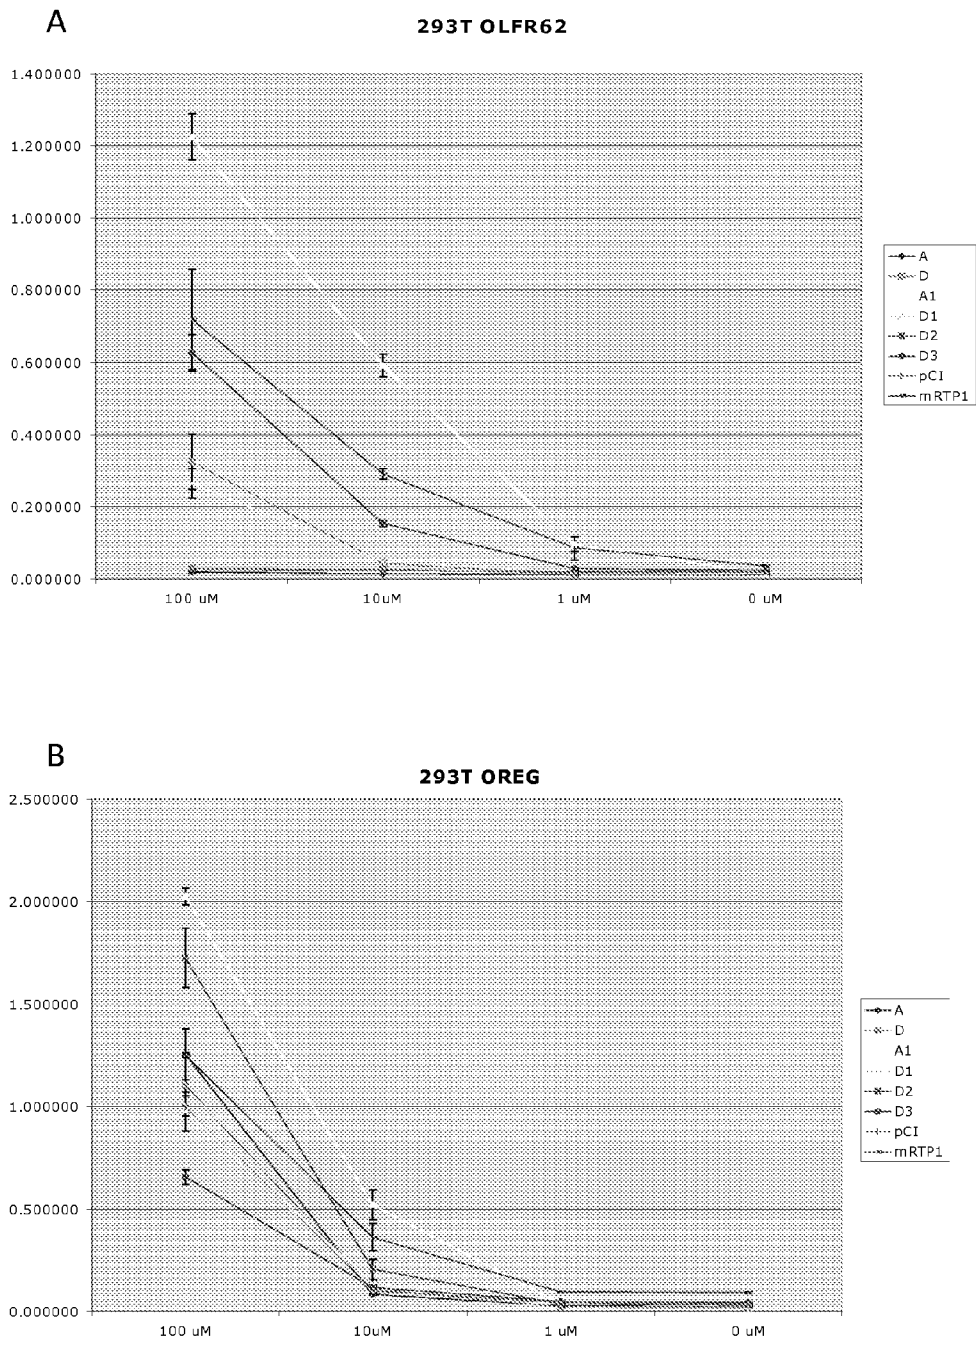 A
293T OLFR62
1.400000
1.200000
1.000000
0.800000
0.600000
0.400000
0.200000
0.000000
100 uM
10uM
1 uM
0 uM
A
D
A1
D1
D2
D3
pCI
mRTP1
B
293T OREG
2.500000
2.000000
1.500000
1.000000
0.500000
0.000000
100 uM
10uM
1 uM
0 uM
A
D
A1
D1
D2
D3
pCI
mRTP1